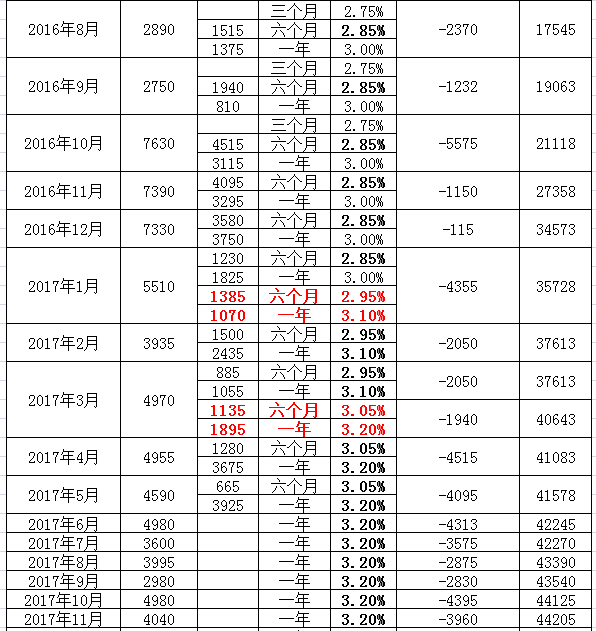 三个月 2.75%
2016年8月 2890 1515 六个月 2.85% -2370 17545
1375 一年 3.00%
三个月 2.75%
2016年9月 2750 1940 六个月 2.85% -1232 19063
810 一年 3.00%
三个月 2.75%
2016年10月 7630 4515 六个月 2.85% -5575 21118
3115 一年 3.00%
2016年11月 7390 4095 六个月 2.85% -1150 27358
3295 一年 3.00%
2016年12月 7330 3580 六个月 2.85% -115 34573
3750 一年 3.00%
1230 六个月 2.85%
2017年1月 5510 1825 一年 3.00% -4355 35728
1385 六个月 2.95%
1070 一年 3.10%
2017年2月 3935 1500 六个月 2.95% -2050 37613
2435 一年 3.10%
885 六个月 2.95% -2050 37613
2017年3月 4970 1055 一年 3.10%
1135 六个月 3.05% -1940 40643
1895 一年 3.20%
2017年4月 4955 1280 六个月 3.05% -4515 41083
3675 一年 3.20%
2017年5月 4590 665 六个月 3.05% -4095 41578
3925 一年 3.20%
2017年6月 4980 一年 3.20% -4313 42245
2017年7月 3600 一年 3.20% -3575 42270
2017年8月 3995 一年 3.20% -2875 43390
2017年9月 2980 一年 3.20% -2830 43540
2017年10月 4980 一年 3.20% -4395 44125
2017年11月 4040 一年 3.20% -3960 44205